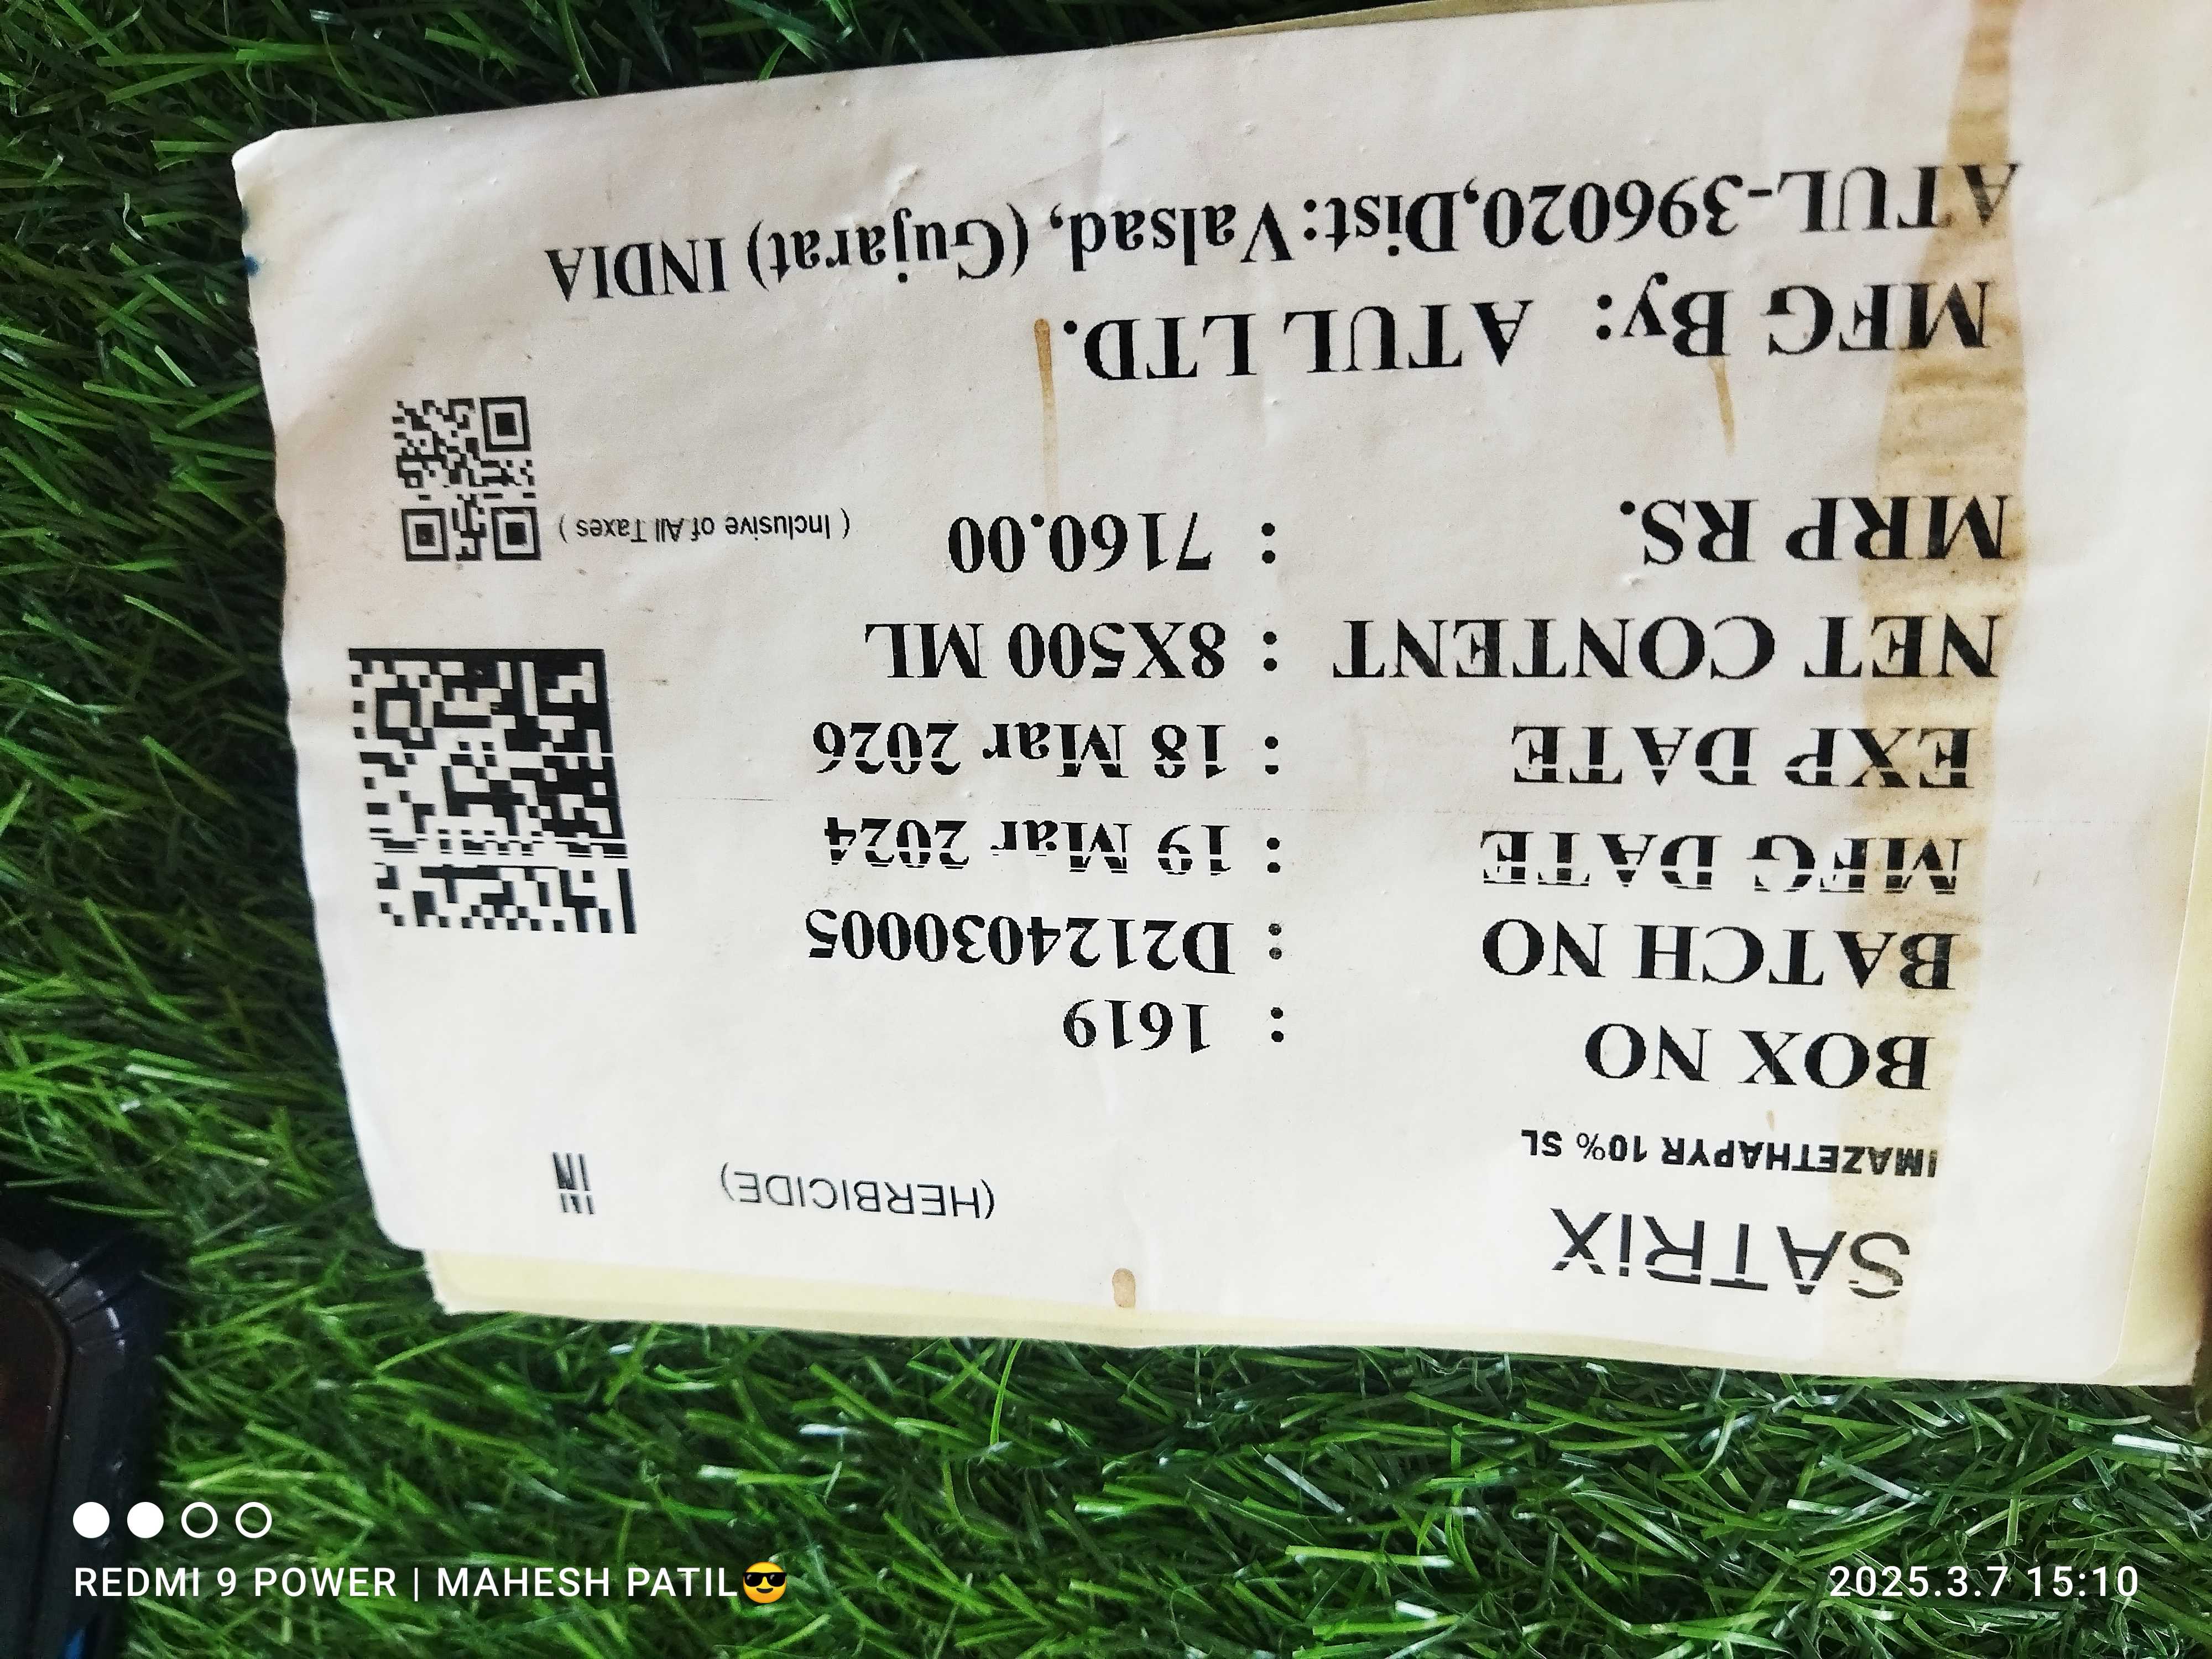 SATRiX
(HERBICIDE)
IMAZETHAPYR 10% SL
BOX NO : 1619
BATCH NO : D2124030005
MFG DATE : 19 Mar 2024
EXP DATE : 18 Mar 2026
NET CONTENT : 8X500 ML
MRP RS. : 7160.00 ( Inclusive of All Taxes )
MFG By: ATUL LTD.
ATUL-396020,Dist:Valsad, (Gujarat) INDIA
REDMI 9 POWER | MAHESH PATIL😎
2025.3.7 15:10